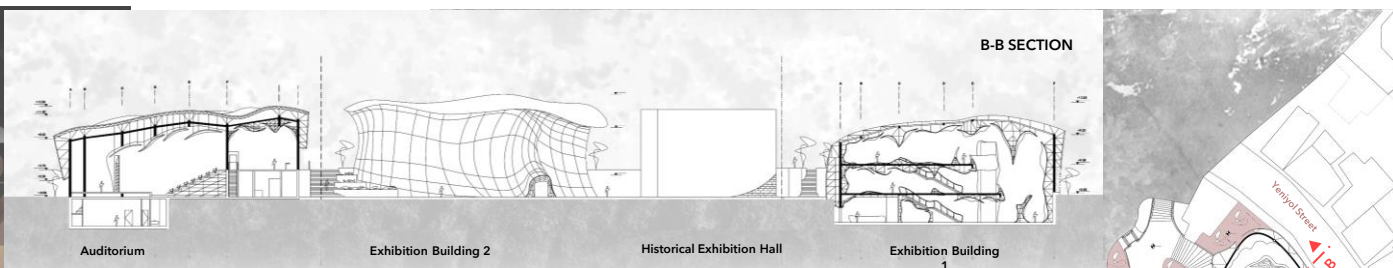 B-B SECTION
Auditorium
Exhibition Building 2
Historical Exhibition Hall
Exhibition Building
1
Yeniyol Street
B